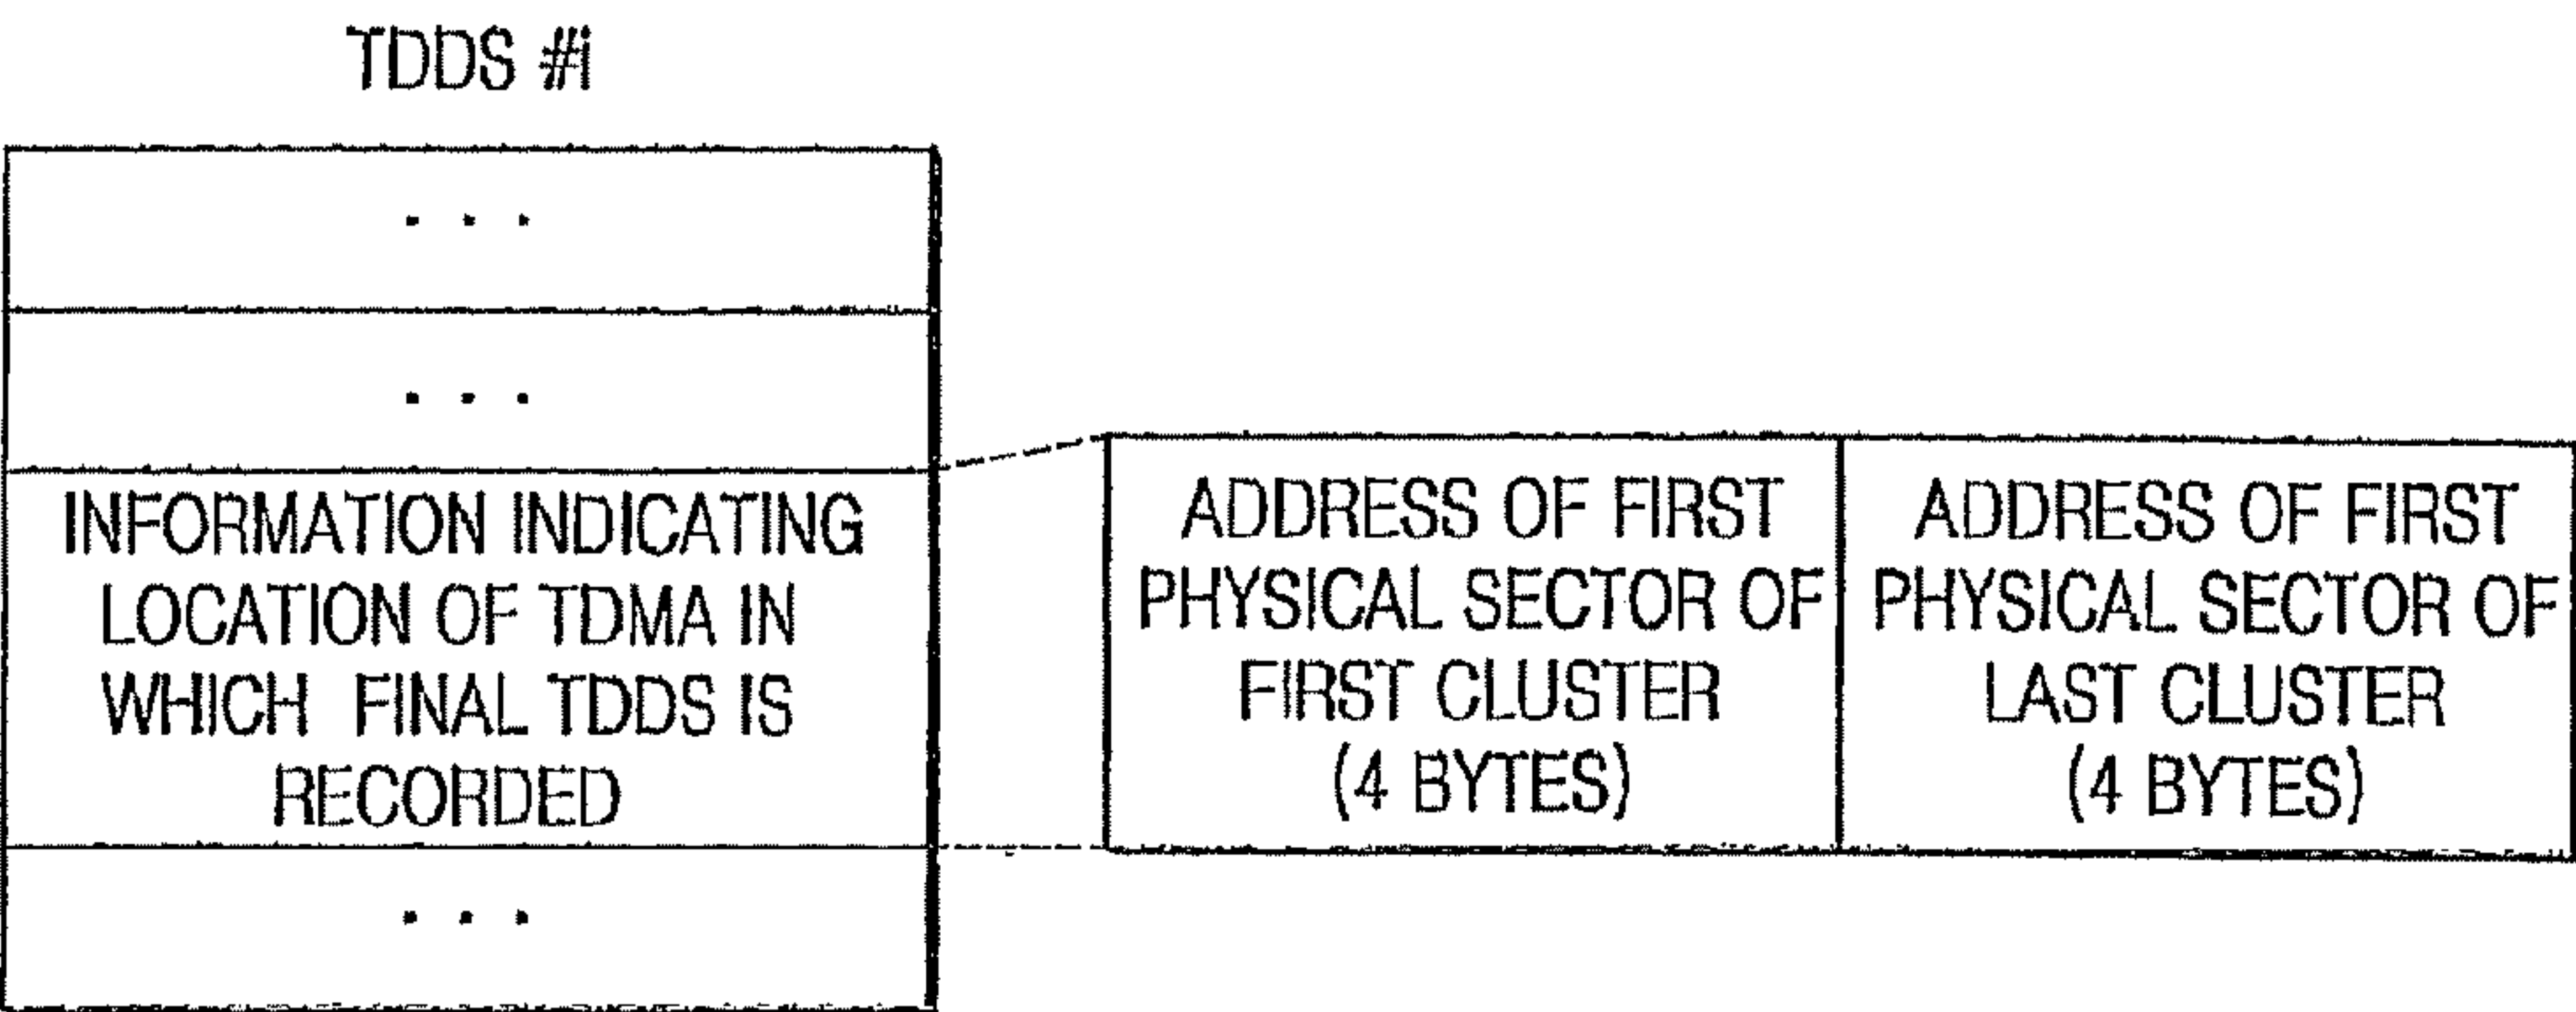 TDDS #i
. . .
. . .
INFORMATION INDICATING
LOCATION OF TDMA IN
WHICH FINAL TDDS IS
RECORDED
. . .
ADDRESS OF FIRST
PHYSICAL SECTOR OF
FIRST CLUSTER
(4 BYTES)
ADDRESS OF FIRST
PHYSICAL SECTOR OF
LAST CLUSTER
(4 BYTES)